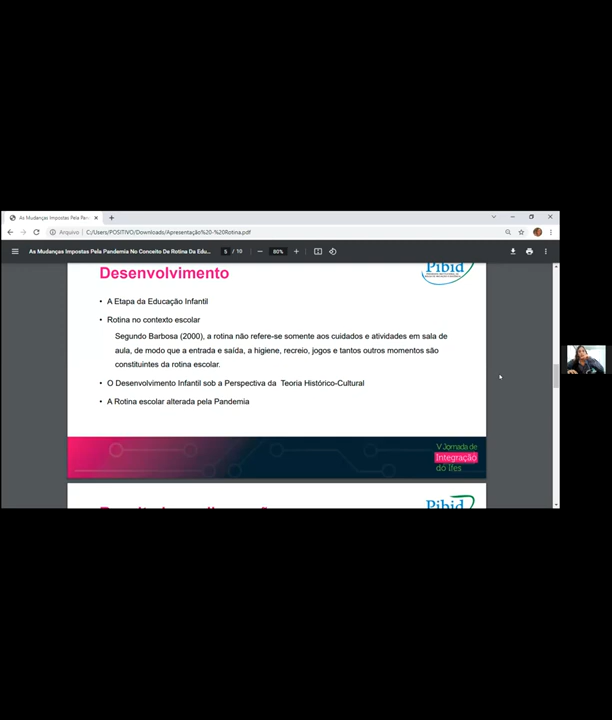 As Mudanças Impostas Pela Pan
Arquivo
C:/Users/POSITIVO/Downloads/Apresentação%20-%20Rotina.pdf
As Mudanças Impostas Pela Pandemia No Conceito De Rotina Da Edu...
5 / 10
80%
Desenvolvimento
Pibid
• A Etapa da Educação Infantil
• Rotina no contexto escolar
Segundo Barbosa (2000), a rotina não refere-se somente aos cuidados e atividades em sala de
aula, de modo que a entrada e saída, a higiene, recreio, jogos e tantos outros momentos são
constituintes da rotina escolar.
• O Desenvolvimento Infantil sob a Perspectiva da Teoria Histórico-Cultural
• A Rotina escolar alterada pela Pandemia
V Jornada de
Integração
do Ifes
Pibid